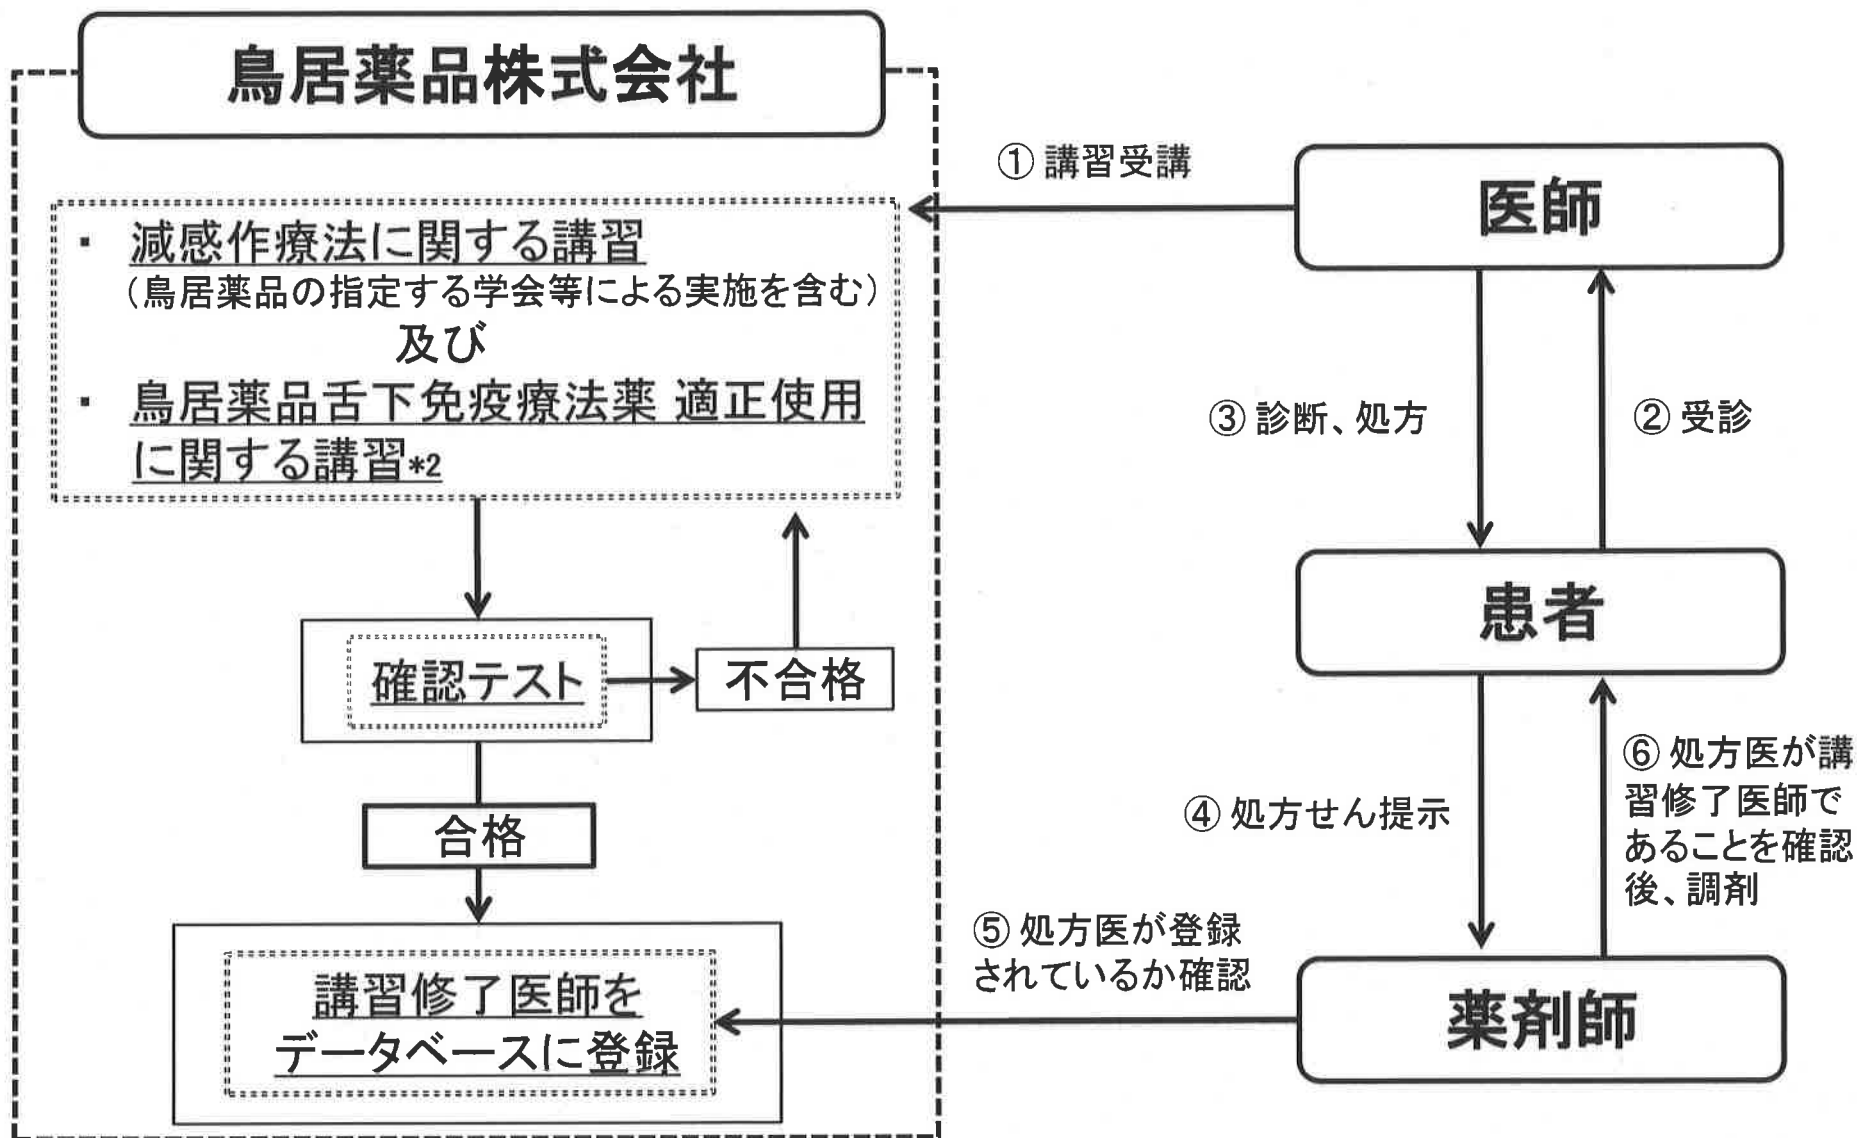 鳥居薬品株式会社
① 講習受講
医師
▪ 減感作療法に関する講習
（鳥居薬品の指定する学会等による実施を含む）
及び
▪ 鳥居薬品舌下免疫療法薬 適正使用
に関する講習*2
③ 診断、処方
② 受診
患者
確認テスト
不合格
合格
④ 処方せん提示
⑥ 処方医が講
習修了医師で
あることを確認
後、調剤
⑤ 処方医が登録
されているか確認
講習修了医師を
データベースに登録
薬剤師